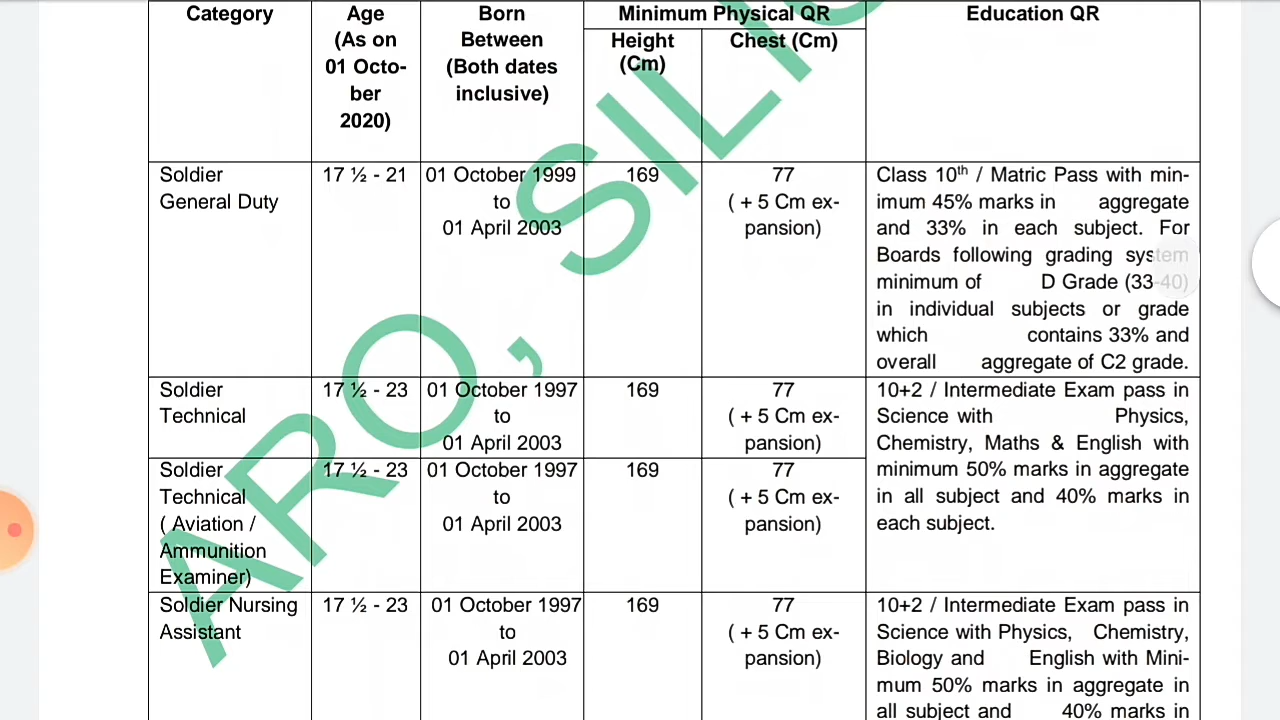 Category
Age
(As on
01 Octo-
ber
2020)
Born
Between
(Both dates
inclusive)
Minimum Physical QR
Height
(Cm)
Chest (Cm)
Education QR
Soldier
General Duty
17 ½ - 21
01 October 1999
to
01 April 2003
169
77
( + 5 Cm ex-
pansion)
Class 10th / Matric Pass with min-
imum 45% marks in aggregate
and 33% in each subject. For
Boards following grading system
minimum of D Grade (33-40)
in individual subjects or grade
which contains 33% and
overall aggregate of C2 grade.
Soldier
Technical
17 ½ - 23
01 October 1997
to
01 April 2003
169
77
( + 5 Cm ex-
pansion)
10+2 / Intermediate Exam pass in
Science with Physics,
Chemistry, Maths & English with
minimum 50% marks in aggregate
in all subject and 40% marks in
each subject.
Soldier
Technical
( Aviation /
Ammunition
Examiner)
17 ½ - 23
01 October 1997
to
01 April 2003
169
77
( + 5 Cm ex-
pansion)
Soldier Nursing
Assistant
17 ½ - 23
01 October 1997
to
01 April 2003
169
77
( + 5 Cm ex-
pansion)
10+2 / Intermediate Exam pass in
Science with Physics, Chemistry,
Biology and English with Mini-
mum 50% marks in aggregate in
all subject and 40% marks in
ARO, SILI